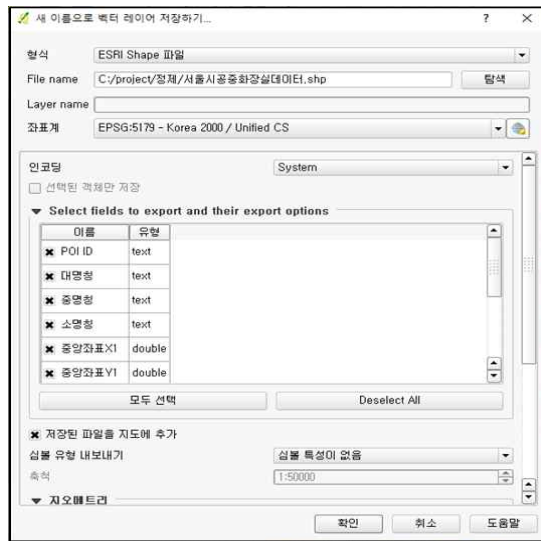 새 이름으로 벡터 레이어 저장하기...
형식 ESRI Shape 파일
File name C:/project/정제/서울시공중화장실데이터.shp 탐색
Layer name
좌표계 EPSG:5179 - Korea 2000 / Unified CS
인코딩 System
선택된 객체만 저장
Select fields to export and their export options
이름 유형
POI ID text
대명칭 text
중명칭 text
소명칭 text
중앙좌표X1 double
중앙좌표Y1 double
모두 선택 Deselect All
저장된 파일을 지도에 추가
심볼 유형 내보내기 심볼 특성이 없음
축척 1:50000
지오메트리
확인 취소 도움말